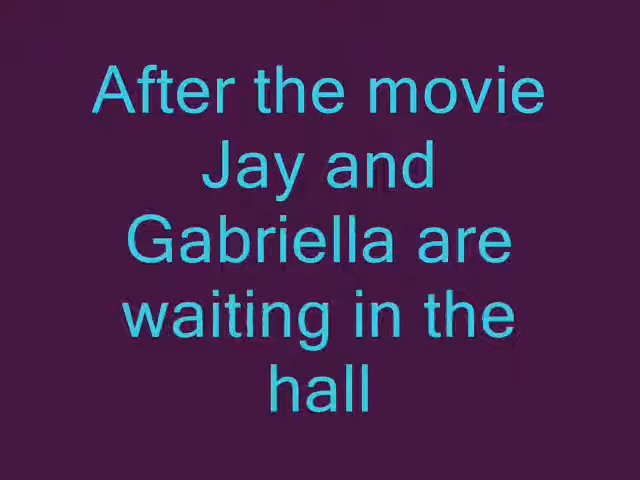 After the movie
Jay and
Gabriella are
waiting in the
hall